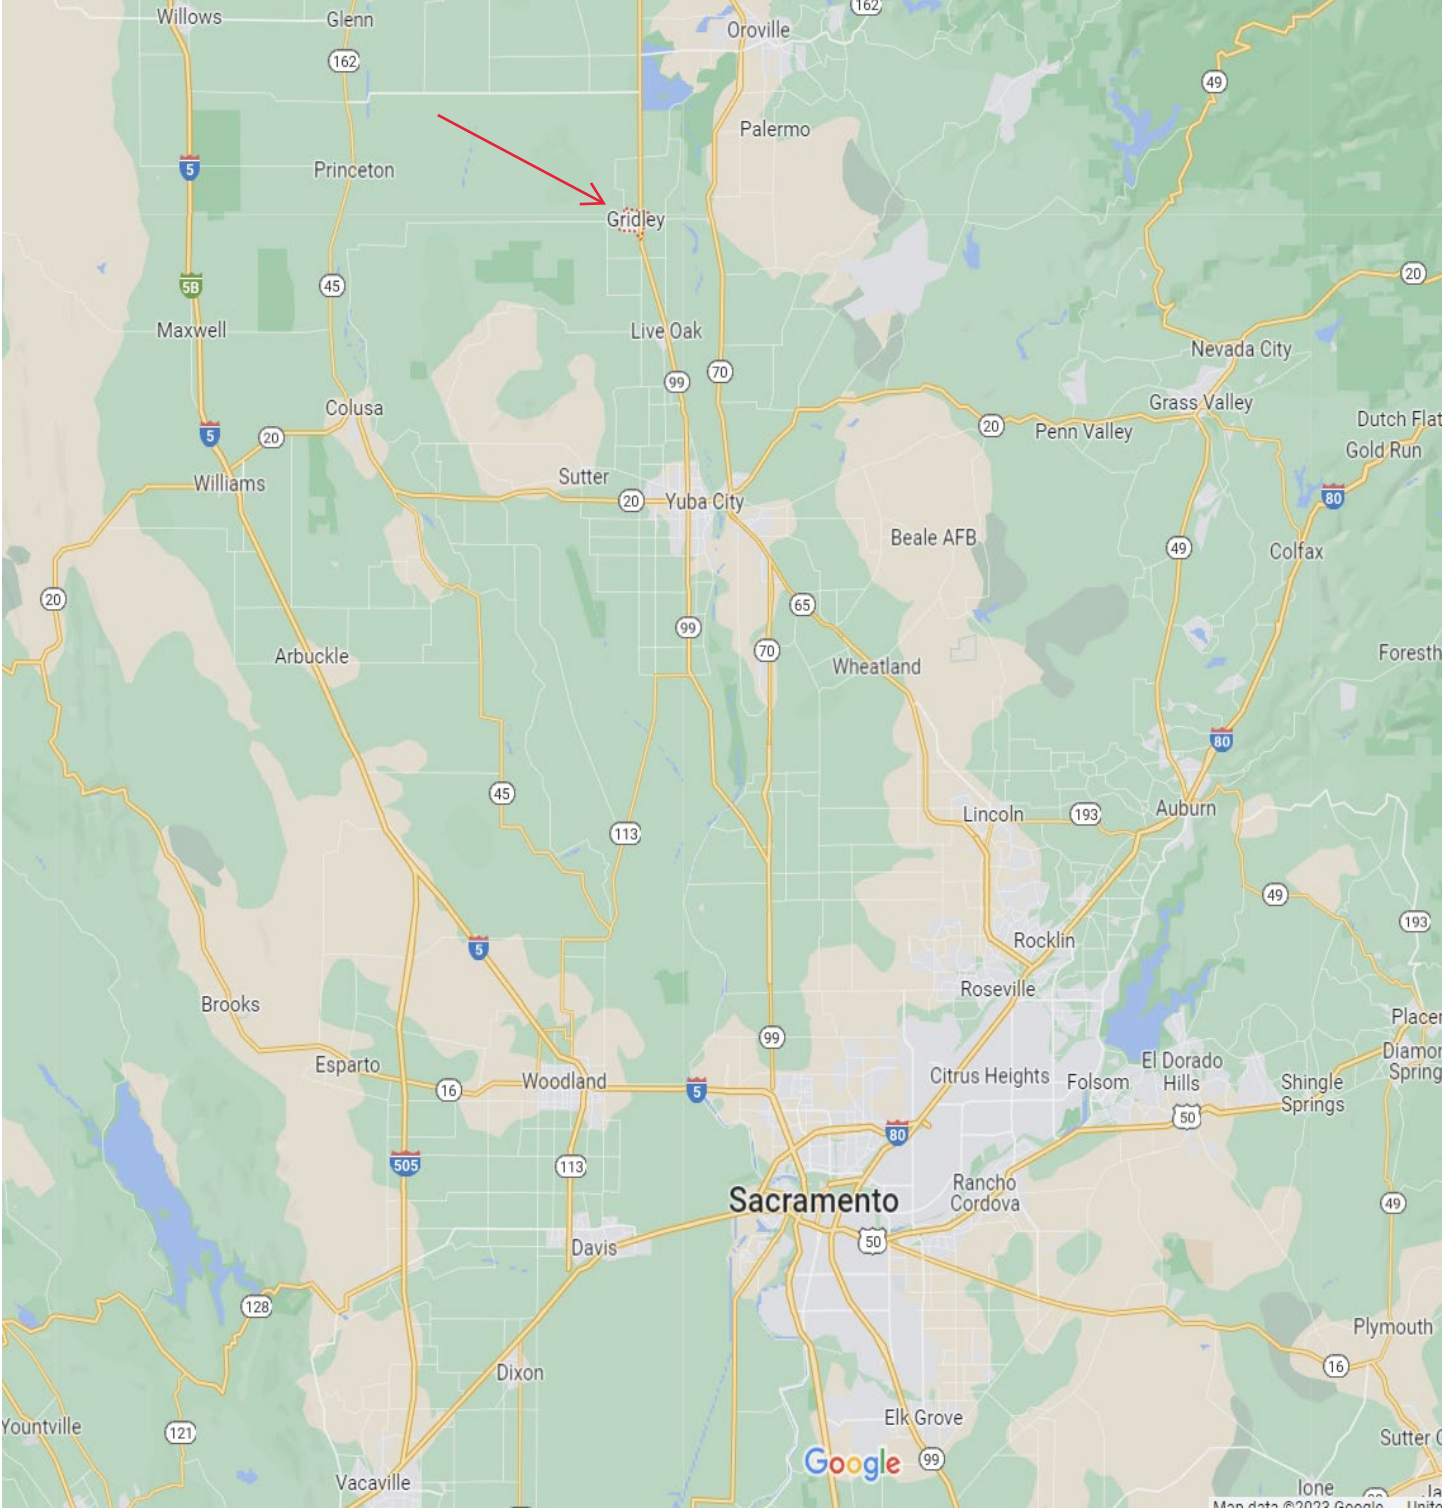 Willows
Glenn
162
Oroville
162
49
Palermo
5
Princeton
Gridley
20
5B
45
Maxwell
Live Oak
Nevada City
99
70
Grass Valley
Colusa
Dutch Flat
20
Penn Valley
5
20
Gold Run
Williams
Sutter
20
Yuba City
80
Beale AFB
49
Colfax
20
65
99
Arbuckle
70
Wheatland
Foresth
80
45
Auburn
Lincoln
193
113
49
193
Rocklin
5
Roseville
Brooks
Placer
99
Diamor
Spring
Esparto
El Dorado
Hills
Citrus Heights
Folsom
Woodland
16
5
Shingle
Springs
50
80
505
113
Rancho
Cordova
Sacramento
49
50
Davis
128
Plymouth
16
Dixon
Elk Grove
Yountville
121
Sutter C
Google
99
Vacaville
Ione
Ja
Map data ©2023 Google
Unite